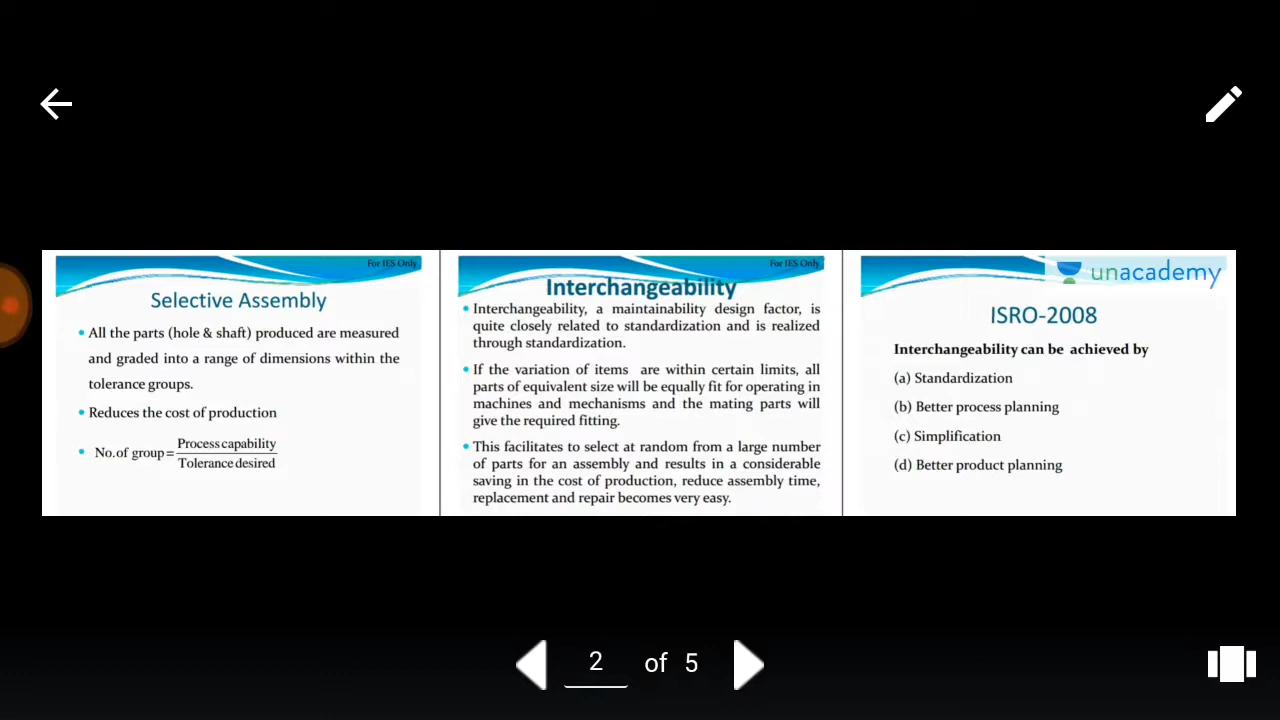 For IES Only
Selective Assembly
• All the parts (hole & shaft) produced are measured
and graded into a range of dimensions within the
tolerance groups.
• Reduces the cost of production
• No.of group = Process capability / Tolerance desired
For IES Only
Interchangeability
• Interchangeability, a maintainability design factor, is
quite closely related to standardization and is realized
through standardization.
• If the variation of items are within certain limits, all
parts of equivalent size will be equally fit for operating in
machines and mechanisms and the mating parts will
give the required fitting.
• This facilitates to select at random from a large number
of parts for an assembly and results in a considerable
saving in the cost of production, reduce assembly time,
replacement and repair becomes very easy.
unacademy
ISRO-2008
Interchangeability can be achieved by
(a) Standardization
(b) Better process planning
(c) Simplification
(d) Better product planning
2 of 5